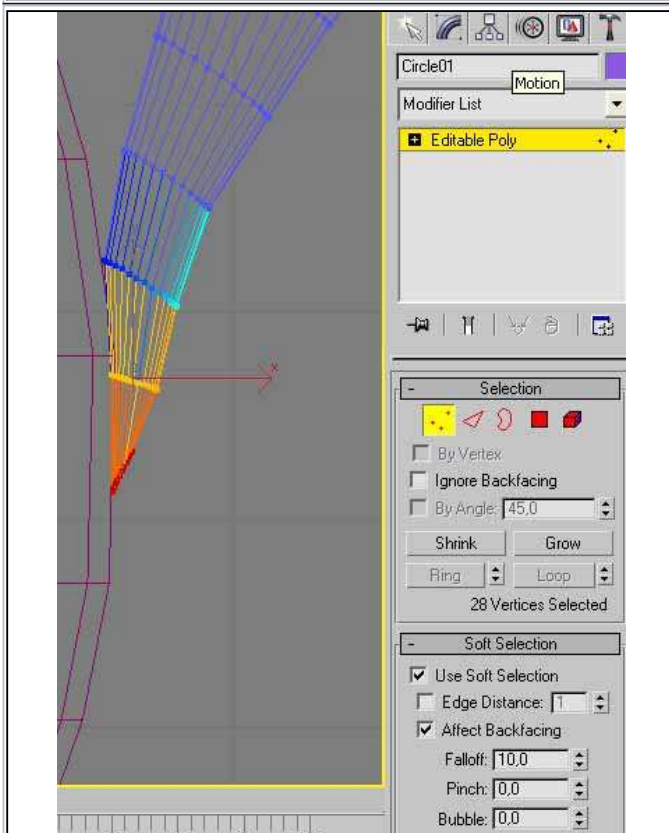 Circle01
Motion
Modifier List
Editable Poly
x
- Selection
By Vertex
Ignore Backfacing
By Angle: 45,0
Shrink Grow
Ring Loop
28 Vertices Selected
- Soft Selection
Use Soft Selection
Edge Distance: 1
Affect Backfacing
Falloff: 10,0
Pinch: 0,0
Bubble: 0,0